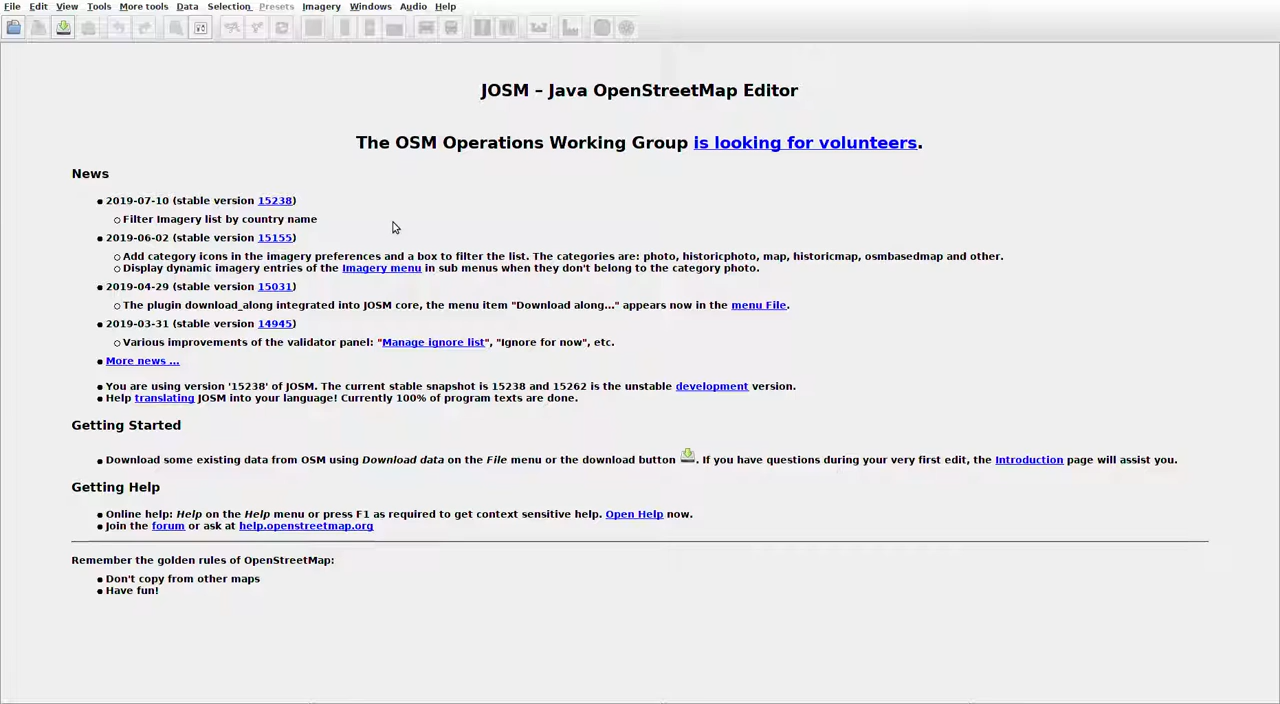 File Edit View Tools More tools Data Selection Presets Imagery Windows Audio Help
JOSM – Java OpenStreetMap Editor
The OSM Operations Working Group is looking for volunteers.
News
2019-07-10 (stable version 15238)
Filter Imagery list by country name
2019-06-02 (stable version 15155)
Add category icons in the imagery preferences and a box to filter the list. The categories are: photo, historicphoto, map, historicmap, osmbasedmap and other.
Display dynamic imagery entries of the Imagery menu in sub menus when they don't belong to the category photo.
2019-04-29 (stable version 15031)
The plugin download_along integrated into JOSM core, the menu item "Download along..." appears now in the menu File.
2019-03-31 (stable version 14945)
Various improvements of the validator panel: "Manage ignore list", "Ignore for now", etc.
More news ...
You are using version '15238' of JOSM. The current stable snapshot is 15238 and 15262 is the unstable development version.
Help translating JOSM into your language! Currently 100% of program texts are done.
Getting Started
Download some existing data from OSM using Download data on the File menu or the download button . If you have questions during your very first edit, the Introduction page will assist you.
Getting Help
Online help: Help on the Help menu or press F1 as required to get context sensitive help. Open Help now.
Join the forum or ask at help.openstreetmap.org
Remember the golden rules of OpenStreetMap:
Don't copy from other maps
Have fun!